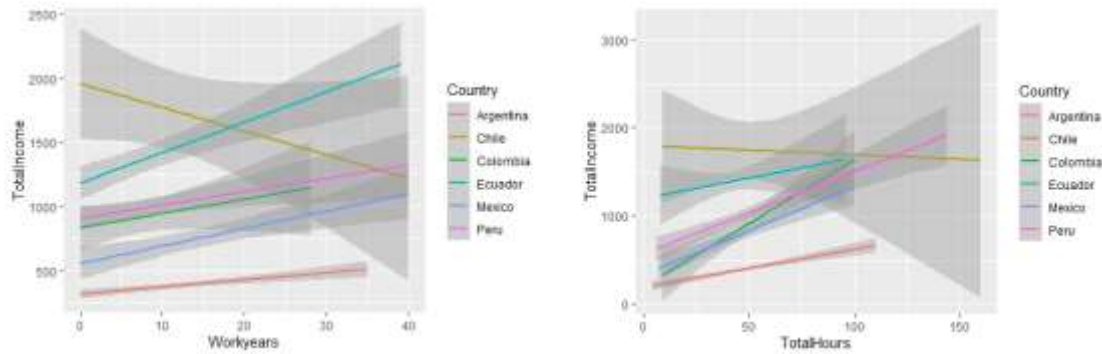 2500
2000
1500
1000
500
TotalIncome
0
10
20
30
40
Workyears
Country
Argentina
Chile
Colombia
Ecuador
Mexico
Peru
3000
2000
1000
0
TotalIncome
0
50
100
150
TotalHours
Country
Argentina
Chile
Colombia
Ecuador
Mexico
Peru